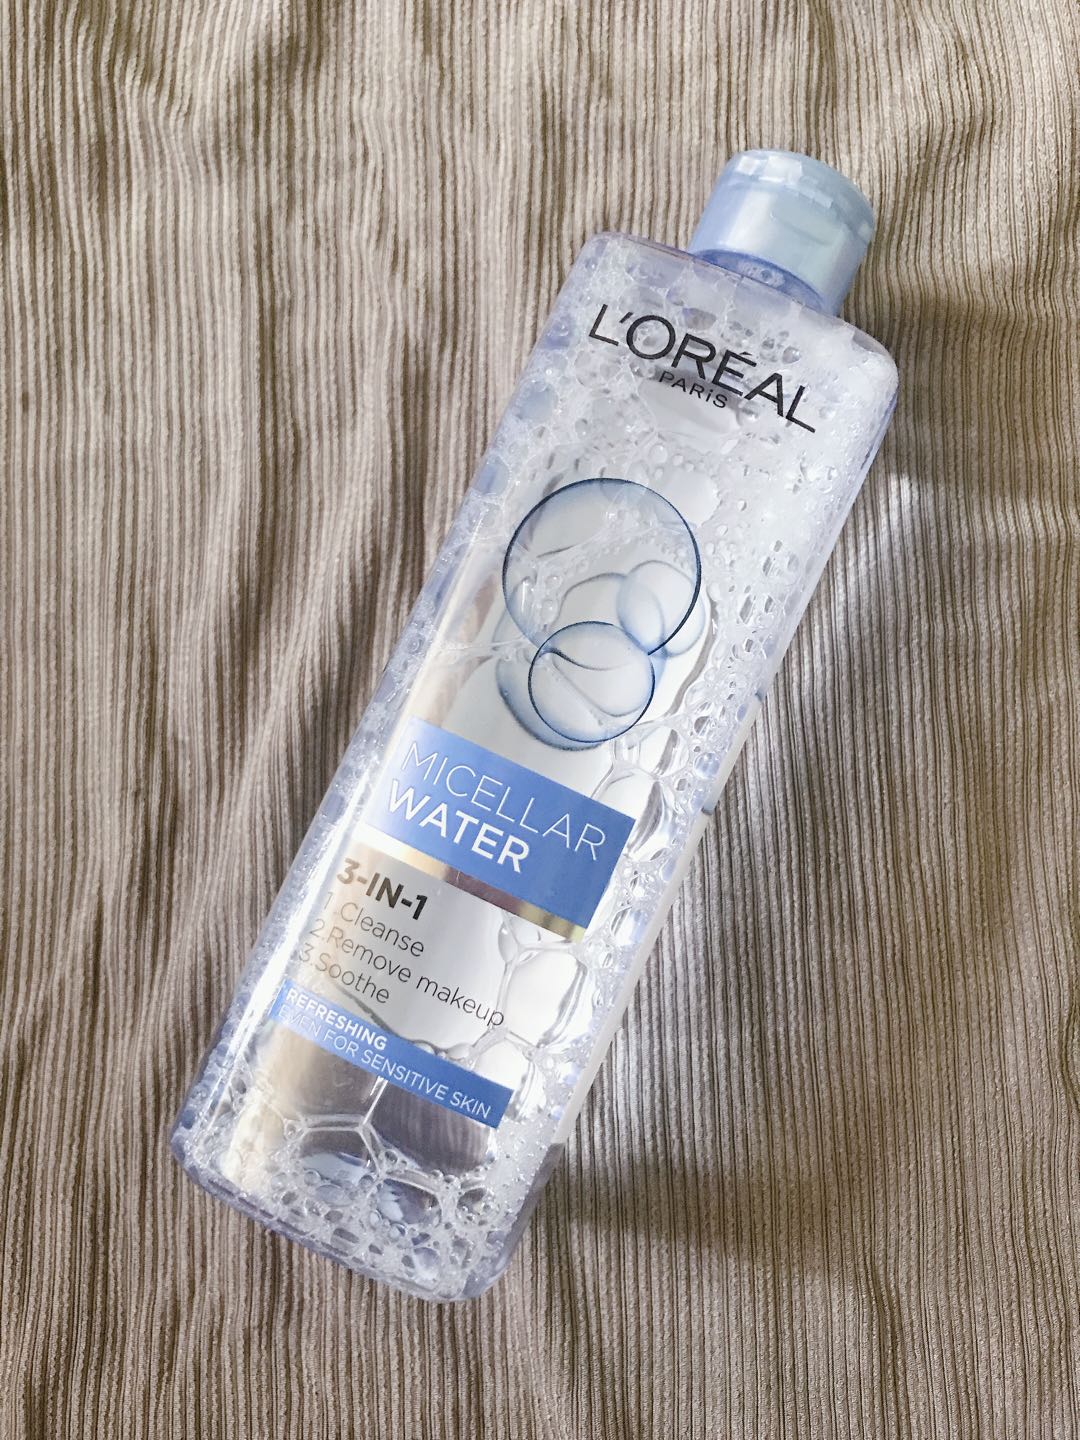 L'ORÉAL
PARiS
MICELLAR
WATER
3-IN-1
1.Cleanse
2.Remove makeup
3.Soothe
REFRESHING
EVEN FOR SENSITIVE SKIN